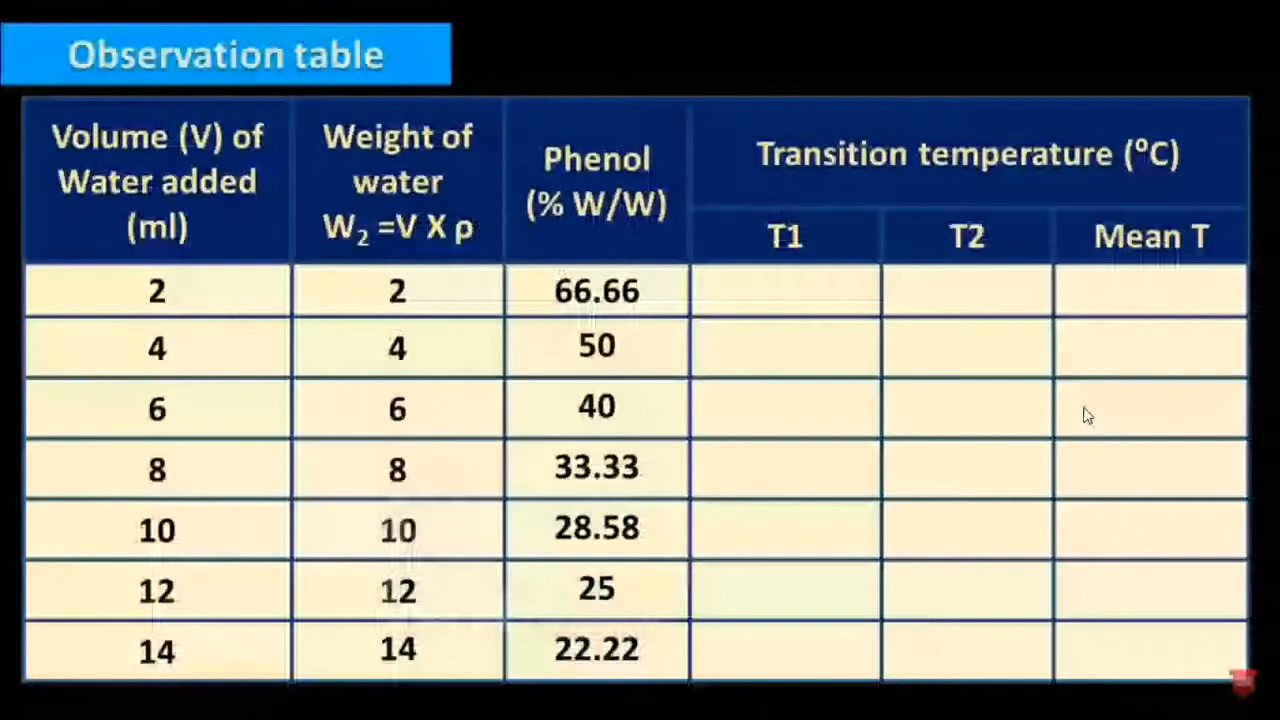 Observation table
Volume (V) of
Water added
(ml)
Weight of
water
W₂ =V X ρ
Phenol
(% W/W)
Transition temperature (⁰C)
T1
T2
Mean T
2
2
66.66
4
4
50
6
6
40
8
8
33.33
10
10
28.58
12
12
25
14
14
22.22